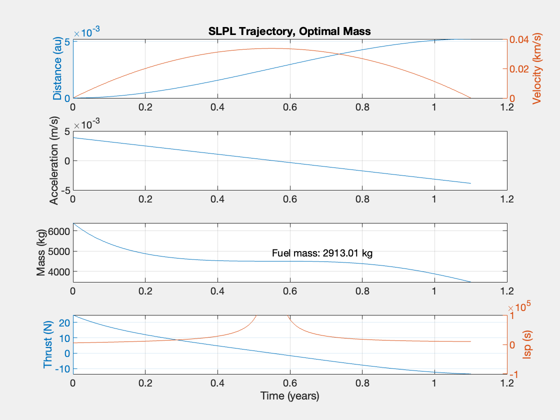 SLPL Trajectory, Optimal Mass
×10^-3
Distance (au)
5
0
0.04
0.02
0
Velocity (km/s)
0 0.2 0.4 0.6 0.8 1 1.2
×10^-3
Acceleration (m/s)
5
0
-5
0 0.2 0.4 0.6 0.8 1 1.2
Mass (kg)
6000
5000
4000
Fuel mass: 2913.01 kg
0 0.2 0.4 0.6 0.8 1 1.2
×10^5
Thrust (N)
20
10
0
-10
1
0
-1
Isp (s)
0 0.2 0.4 0.6 0.8 1 1.2
Time (years)